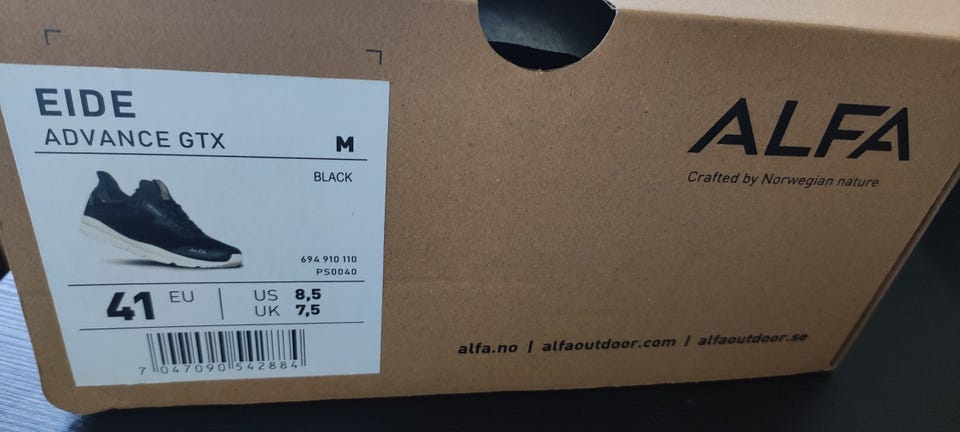 EIDE
ADVANCE GTX M
BLACK
ALFA
694 910 110
PS0040
41 EU
US 8,5
UK 7,5
7 047090 542884
ALFA
Crafted by Norwegian nature
alfa.no | alfaoutdoor.com | alfaoutdoor.se